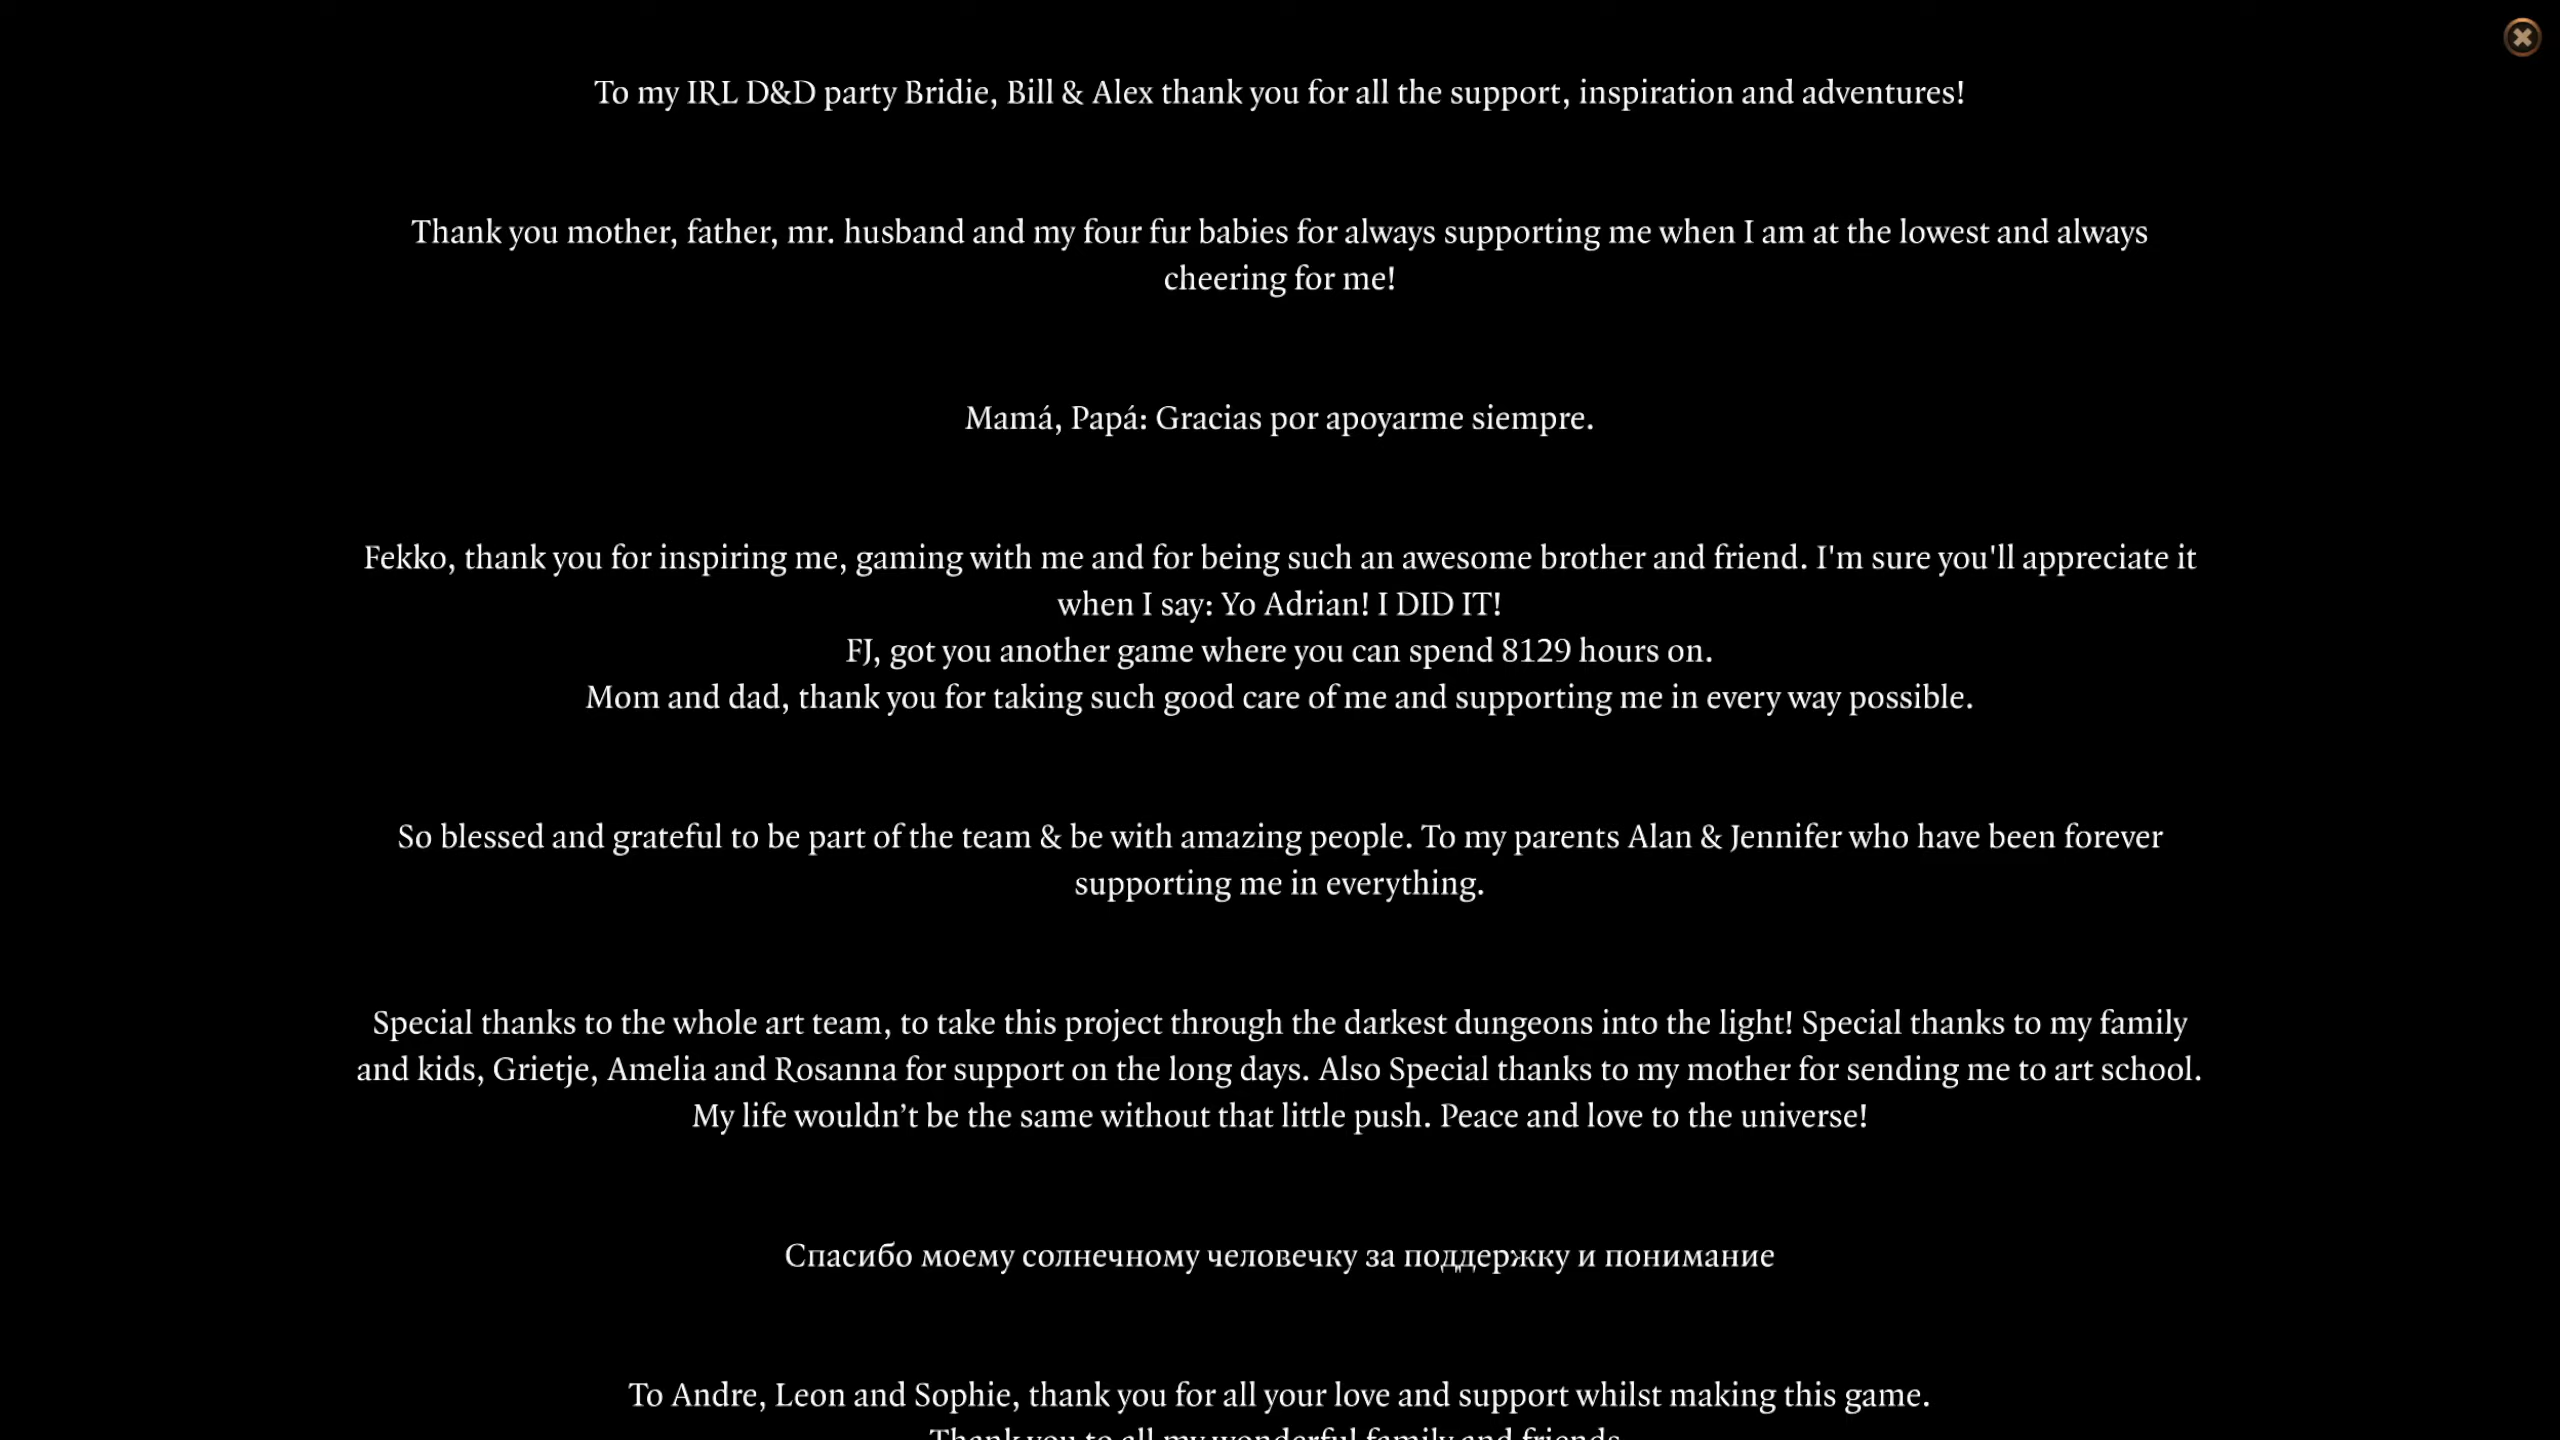 To my IRL D&D party Bridie, Bill & Alex thank you for all the support, inspiration and adventures!
Thank you mother, father, mr. husband and my four fur babies for always supporting me when I am at the lowest and always
cheering for me!
Mamá, Papá: Gracias por apoyarme siempre.
Fekko, thank you for inspiring me, gaming with me and for being such an awesome brother and friend. I'm sure you'll appreciate it
when I say: Yo Adrian! I DID IT!
FJ, got you another game where you can spend 8129 hours on.
Mom and dad, thank you for taking such good care of me and supporting me in every way possible.
So blessed and grateful to be part of the team & be with amazing people. To my parents Alan & Jennifer who have been forever
supporting me in everything.
Special thanks to the whole art team, to take this project through the darkest dungeons into the light! Special thanks to my family
and kids, Grietje, Amelia and Rosanna for support on the long days. Also Special thanks to my mother for sending me to art school.
My life wouldn’t be the same without that little push. Peace and love to the universe!
Спасибо моему солнечному человечку за поддержку и понимание
To Andre, Leon and Sophie, thank you for all your love and support whilst making this game.
Thank you to all my wonderful family and friends